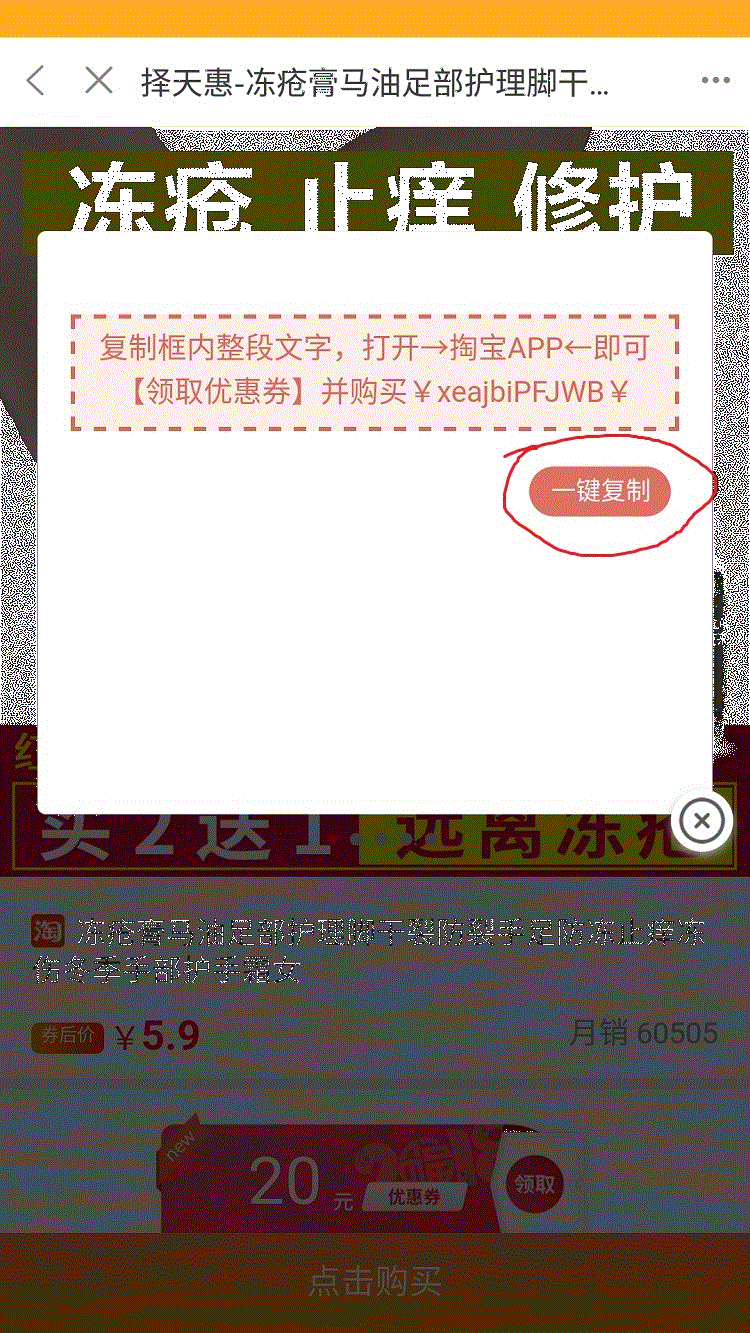 择天惠-冻疮膏马油足部护理脚干...
冻疮 止痒 修护
复制框内整段文字，打开→掏宝APP←即可
【领取优惠券】并购买￥xeajbiPFJWB￥
一键复制
买2送1
远离冻疮
淘 冻疮膏马油足部护理脚干裂防裂手足防冻止痒冻
伤冬季手部护手霜女
券后价 ￥5.9 月销 60505
new
20元 优惠券 领取
点击购买